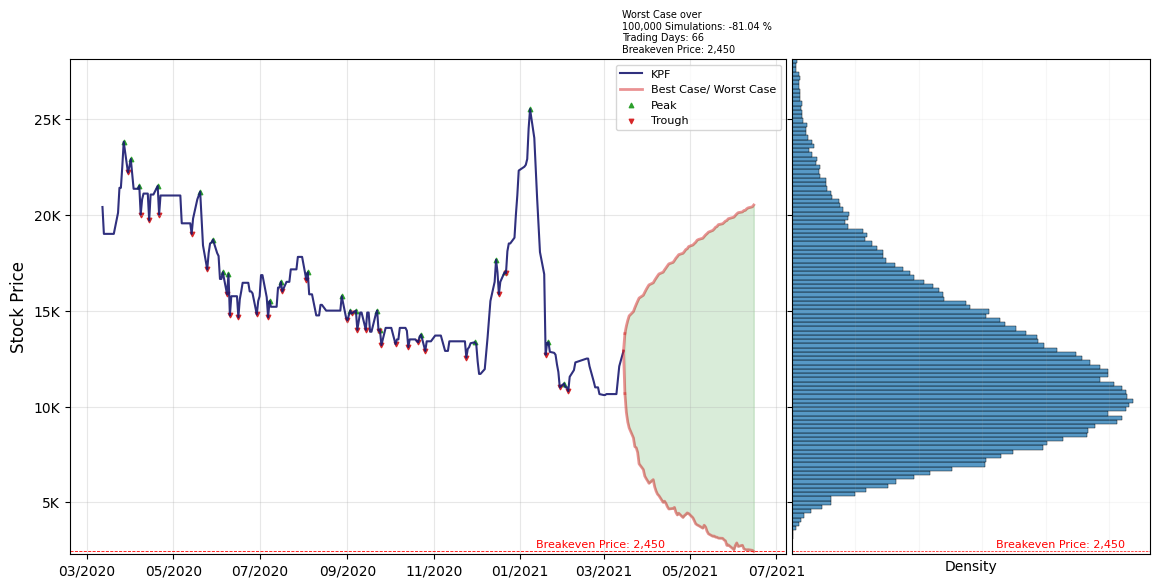 Worst Case over
100,000 Simulations: -81.04 %
Trading Days: 66
Breakeven Price: 2,450
KPF
Best Case/ Worst Case
Peak
Trough
25K
20K
15K
10K
5K
Stock Price
Breakeven Price: 2,450
Breakeven Price: 2,450
03/2020 05/2020 07/2020 09/2020 11/2020 01/2021 03/2021 05/2021 07/2021
Density